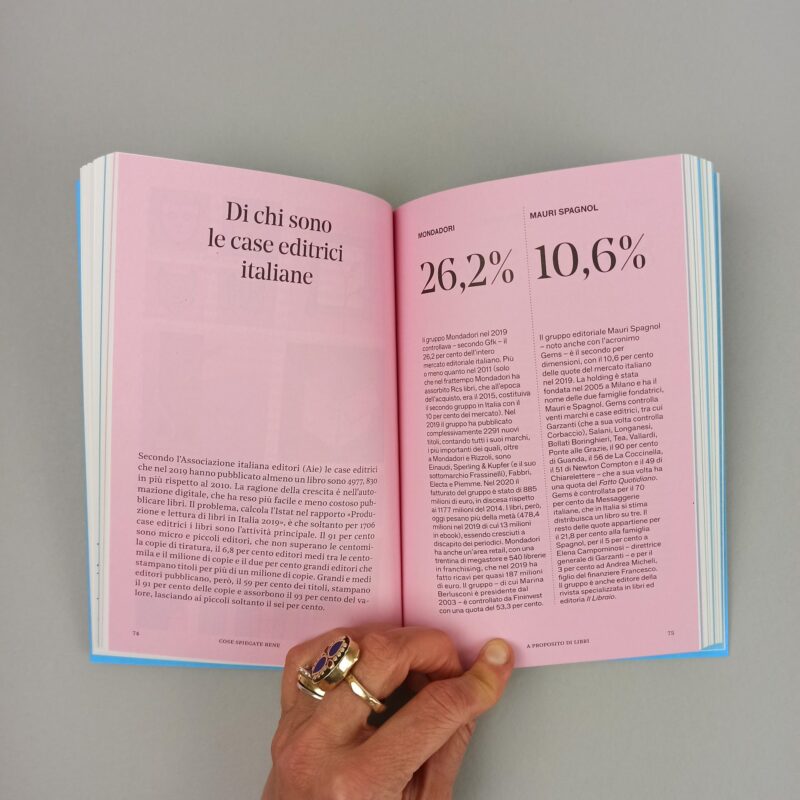 Di chi sono
le case editrici
italiane
Secondo l'Associazione italiana editori (Aie) le case editrici
che nel 2019 hanno pubblicato almeno un libro sono 4977, 830
in più rispetto al 2010. La ragione della crescita é nell'auto-
mazione digitale, che ha reso più facile e meno costoso pub-
blicare libri. Il problema, calcola l'Istat nel rapporto «Produ-
zione e lettura di libri in Italia 2019», è che soltanto per 1706
case editrici i libri sono l'attività principale. Il 91 per cento
sono micro e piccoli editori, che non superano le centomi-
la copie di tiratura, il 6,8 per cento editori medi tra le cento-
mila e il milione di copie e il due per cento grandi editori che
stampano titoli per più di un milione di copie. Grandi e medi
editori pubblicano, però, il 59 per cento dei titoli, stampano
il 91 per cento delle copie e assorbono il 93 per cento del va-
lore, lasciando ai piccoli soltanto il sei per cento.
74
COSE SPIEGATE BENE
MONDADORI
26,2%
Il gruppo Mondadori nel 2019
controllava – secondo Gfk – il
26,2 per cento dell'intero
mercato editoriale italiano. Più
o meno quanto nel 2011 (solo
che nel frattempo Mondadori ha
assorbito Rcs libri, che all'epoca
dell'acquisto, era il 2015, costituiva
il secondo gruppo in Italia con il
10 per cento del mercato). Nel
2019 il gruppo ha pubblicato
complessivamente 2291 nuovi
titoli, contando tutti i suoi marchi,
i più importanti dei quali, oltre
a Mondadori e Rizzoli, sono
Einaudi, Sperling & Kupfer (e il suo
sottomarchio Frassinelli), Fabbri,
Electa e Piemme. Nel 2020 il
fatturato del gruppo è stato di 885
milioni di euro, in discesa rispetto
ai 1177 milioni del 2014. I libri, però,
oggi pesano più della metà (478,4
milioni nel 2019 di cui 13 milioni
in ebook), essendo cresciuti a
discapito dei periodici. Mondadori
ha anche un'area retail, con una
trentina di megastore e 540 librerie
in franchising, che nel 2019 ha
fatto ricavi per quasi 187 milioni
di euro. Il gruppo – di cui Marina
Berlusconi è presidente dal
2003 – è controllato da Fininvest
con una quota del 53,3 per cento.
MAURI SPAGNOL
10,6%
Il gruppo editoriale Mauri Spagnol
– noto anche con l'acronimo
Gems – è il secondo per
dimensioni, con il 10,6 per cento
delle quote del mercato italiano
nel 2019. La holding è stata
fondata nel 2005 a Milano e ha il
nome delle due famiglie fondatrici,
Mauri e Spagnol. Gems controlla
venti marchi e case editrici, tra cui
Garzanti (che a sua volta controlla
Corbaccio), Salani, Longanesi,
Bollati Boringhieri, Tea, Vallardi,
Ponte alle Grazie, il 90 per cento
di Guanda, il 56 de La Coccinella,
il 51 di Newton Compton e il 49 di
Chiarelettere – che a sua volta ha
una quota del Fatto Quotidiano.
Gems è controllata per il 70
per cento da Messaggerie
italiane, che in Italia si stima
distribuisca un libro su tre. Il
resto delle quote appartiene per
il 21,8 per cento alla famiglia
Spagnol, per il 5 per cento a
Elena Campominosi – direttrice
generale di Garzanti – e per il
3 per cento ad Andrea Micheli,
figlio del finanziere Francesco.
Il gruppo è anche editore della
rivista specializzata in libri ed
editoria Il Libraio.
A PROPOSITO DI LIBRI
75